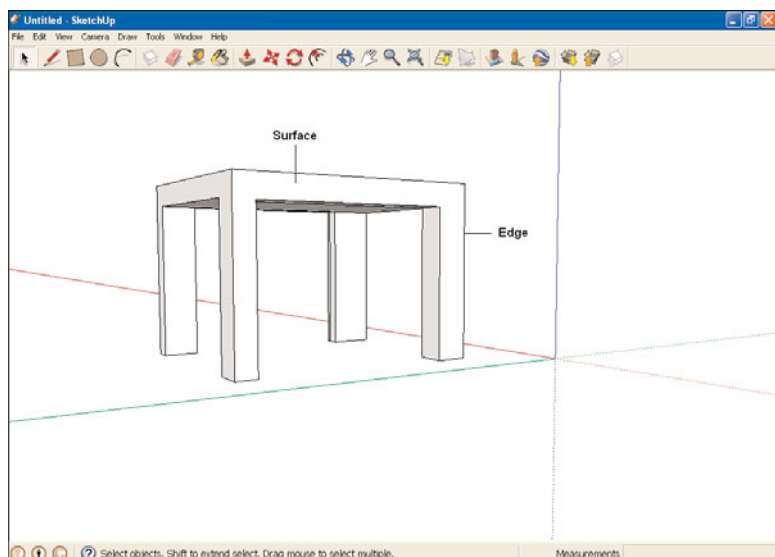 Untitled - SketchUp
File Edit View Camera Draw Tools Window Help
Surface
Edge
Select objects. Shift to extend select. Drag mouse to select multiple.
Measurements